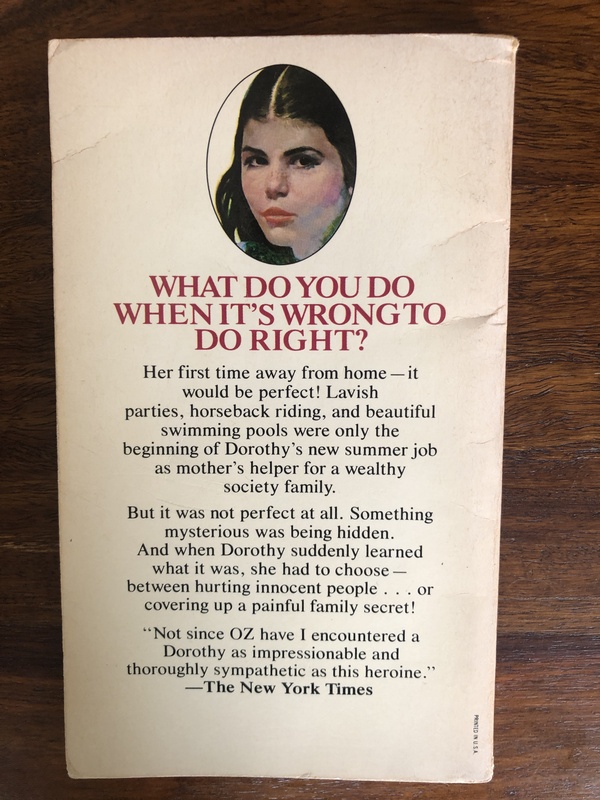 WHAT DO YOU DO
WHEN IT'S WRONG TO
DO RIGHT?
Her first time away from home—it
would be perfect! Lavish
parties, horseback riding, and beautiful
swimming pools were only the
beginning of Dorothy's new summer job
as mother's helper for a wealthy
society family.
But it was not perfect at all. Something
mysterious was being hidden.
And when Dorothy suddenly learned
what it was, she had to choose—
between hurting innocent people . . . or
covering up a painful family secret!
“Not since OZ have I encountered a
Dorothy as impressionable and
thoroughly sympathetic as this heroine.”
—The New York Times
PRINTED IN U.S.A.